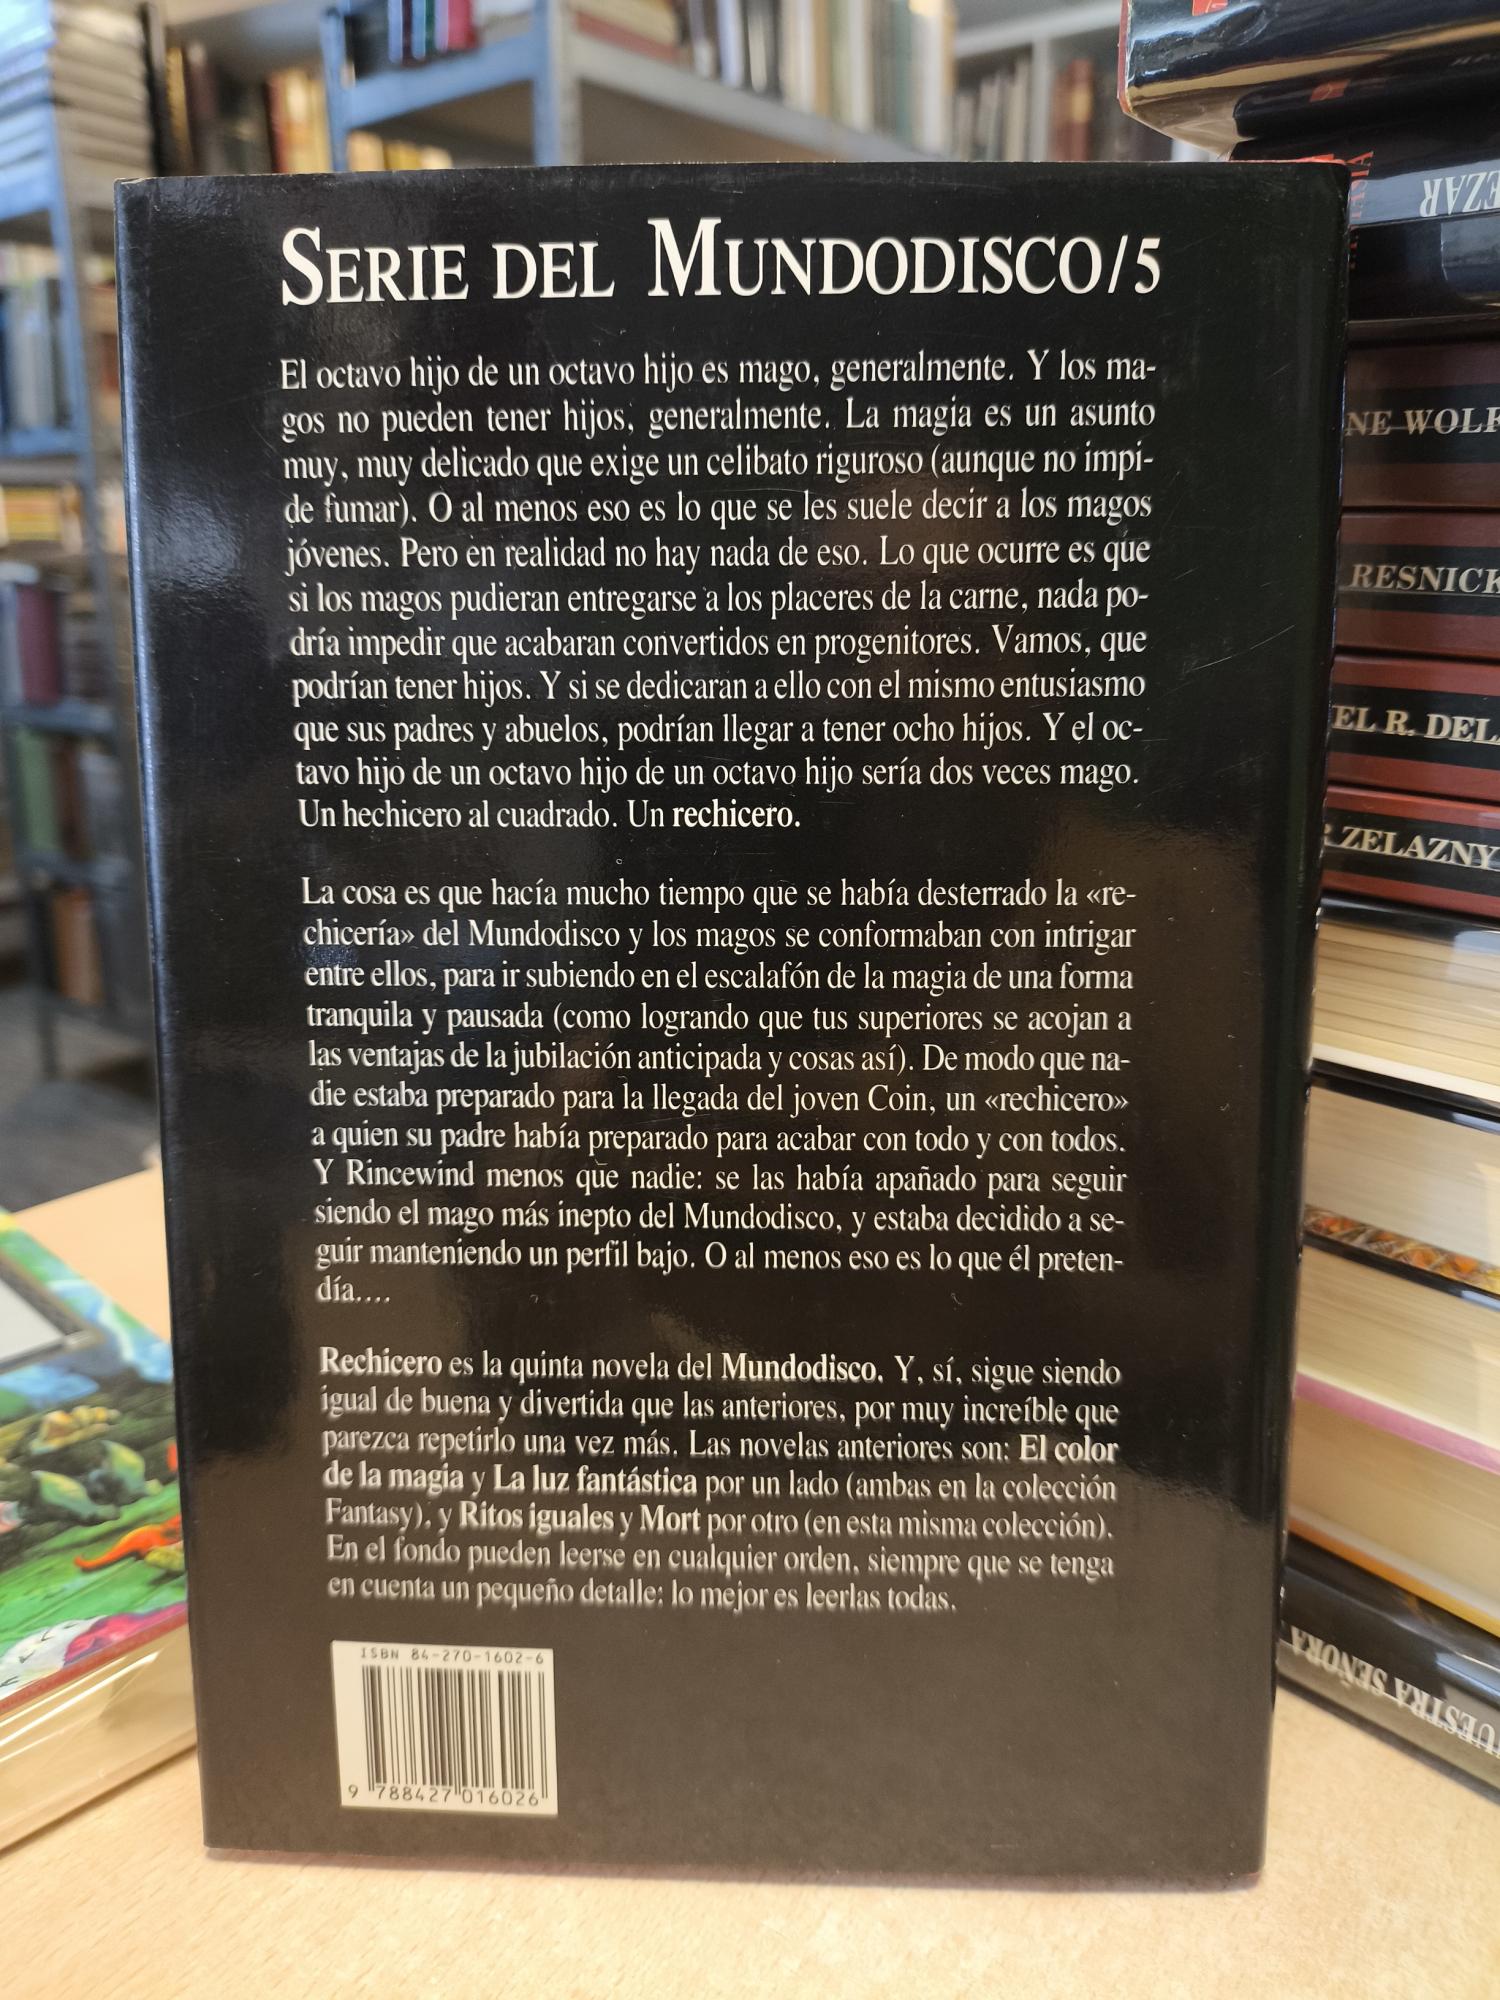 SERIE DEL MUNDODISCO/5
El octavo hijo de un octavo hijo es mago, generalmente. Y los ma-
gos no pueden tener hijos, generalmente. La magia es un asunto
muy, muy delicado que exige un celibato riguroso (aunque no impi-
de fumar). O al menos eso es lo que se les suele decir a los magos
jóvenes. Pero en realidad no hay nada de eso. Lo que ocurre es que
si los magos pudieran entregarse a los placeres de la carne, nada po-
dría impedir que acabaran convertidos en progenitores. Vamos, que
podrían tener hijos. Y si se dedicaran a ello con el mismo entusiasmo
que sus padres y abuelos, podrían llegar a tener ocho hijos. Y el oc-
tavo hijo de un octavo hijo de un octavo hijo sería dos veces mago.
Un hechicero al cuadrado. Un rechicero.
La cosa es que hacía mucho tiempo que se había desterrado la «re-
chicería» del Mundodisco y los magos se conformaban con intrigar
entre ellos, para ir subiendo en el escalafón de la magia de una forma
tranquila y pausada (como logrando que tus superiores se acojan a
las ventajas de la jubilación anticipada y cosas así). De modo que na-
die estaba preparado para la llegada del joven Coin, un «rechicero»
a quien su padre había preparado para acabar con todo y con todos.
Y Rincewind menos que nadie: se las había apañado para seguir
siendo el mago más inepto del Mundodisco, y estaba decidido a se-
guir manteniendo un perfil bajo. O al menos eso es lo que él preten-
día....
Rechicero es la quinta novela del Mundodisco. Y, sí, sigue siendo
igual de buena y divertida que las anteriores, por muy increíble que
parezca repetirlo una vez más. Las novelas anteriores son: El color
de la magia y La luz fantástica por un lado (ambas en la colección
Fantasy), y Ritos iguales y Mort por otro (en esta misma colección).
En el fondo pueden leerse en cualquier orden, siempre que se tenga
en cuenta un pequeño detalle: lo mejor es leerlas todas.
ISBN 84-270-1602-6
9 788427 016026
EZAR
NE WOLF
RESNICK
EL R. DEL
R ZELAZNY
UESTRA SEÑORA